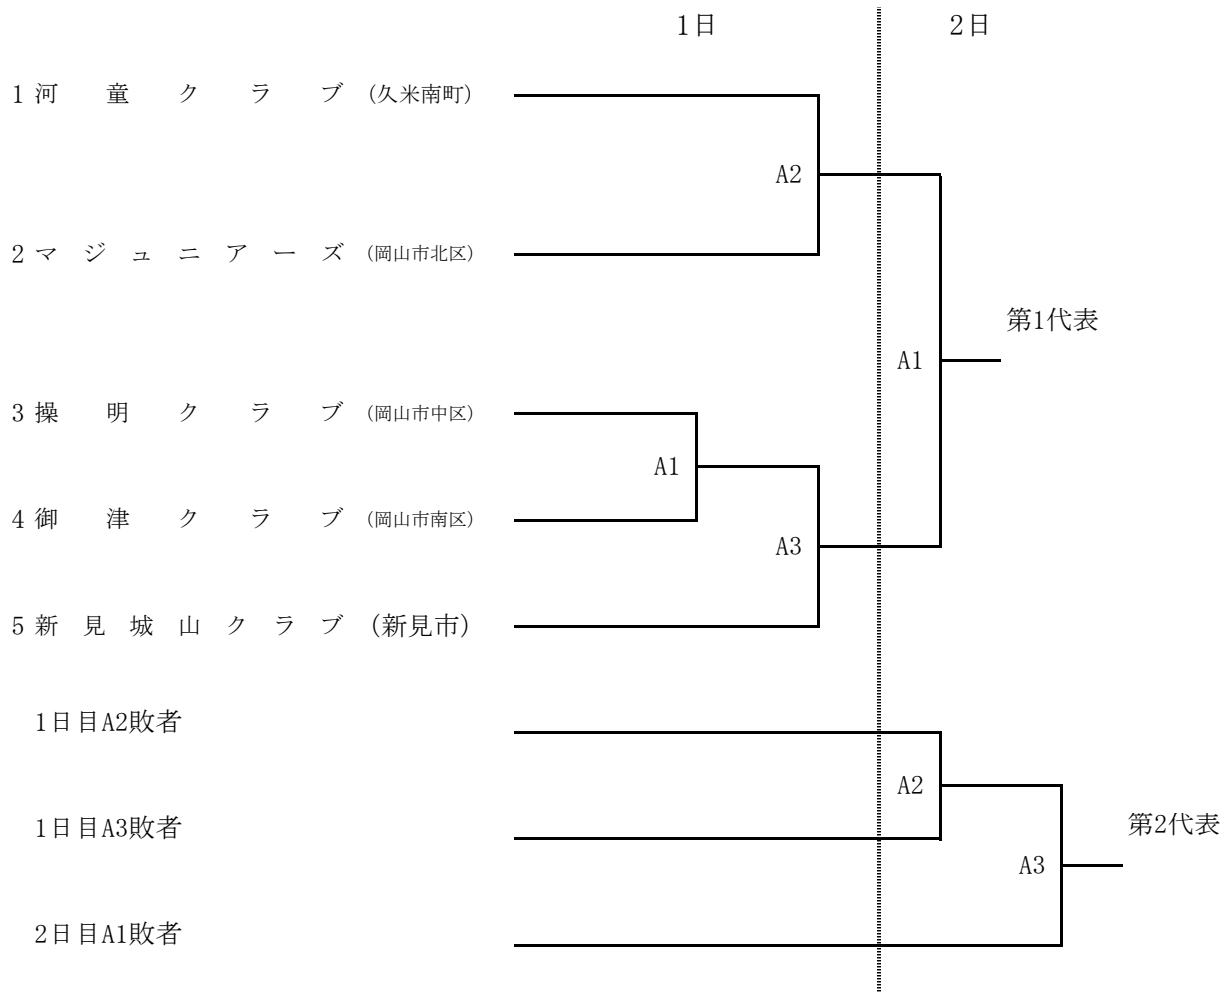 1日 2日
1 河童クラブ (久米南町)
A2
2 マジュニアーズ (岡山市北区)
第1代表
A1
3 操明クラブ (岡山市中区)
A1
4 御津クラブ (岡山市南区)
A3
5 新見城山クラブ (新見市)
1日目A2敗者
A2
1日目A3敗者
第2代表
A3
2日目A1敗者